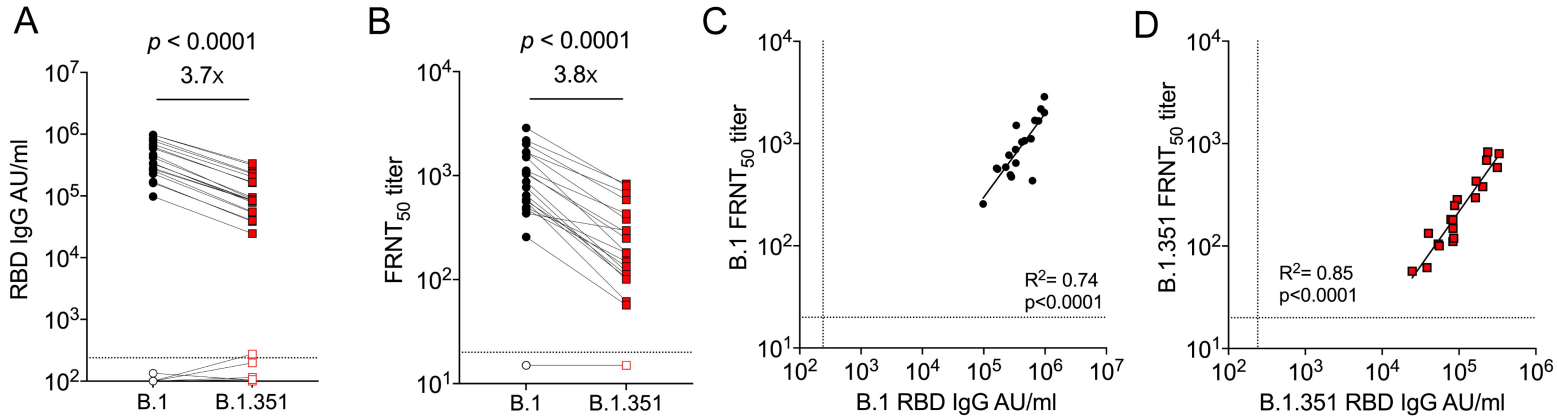 A
p < 0.0001
3.7x
RBD IgG AU/ml
10^7
10^6
10^5
10^4
10^3
10^2
B.1
B.1.351
B
p < 0.0001
3.8x
FRNT50 titer
10^4
10^3
10^2
10^1
B.1
B.1.351
C
B.1 FRNT50 titer
10^4
10^3
10^2
10^1
R2= 0.74
p<0.0001
10^2 10^3 10^4 10^5 10^6 10^7
B.1 RBD IgG AU/ml
D
B.1.351 FRNT50 titer
10^4
10^3
10^2
10^1
R2= 0.85
p<0.0001
10^2 10^3 10^4 10^5 10^6
B.1.351 RBD IgG AU/ml